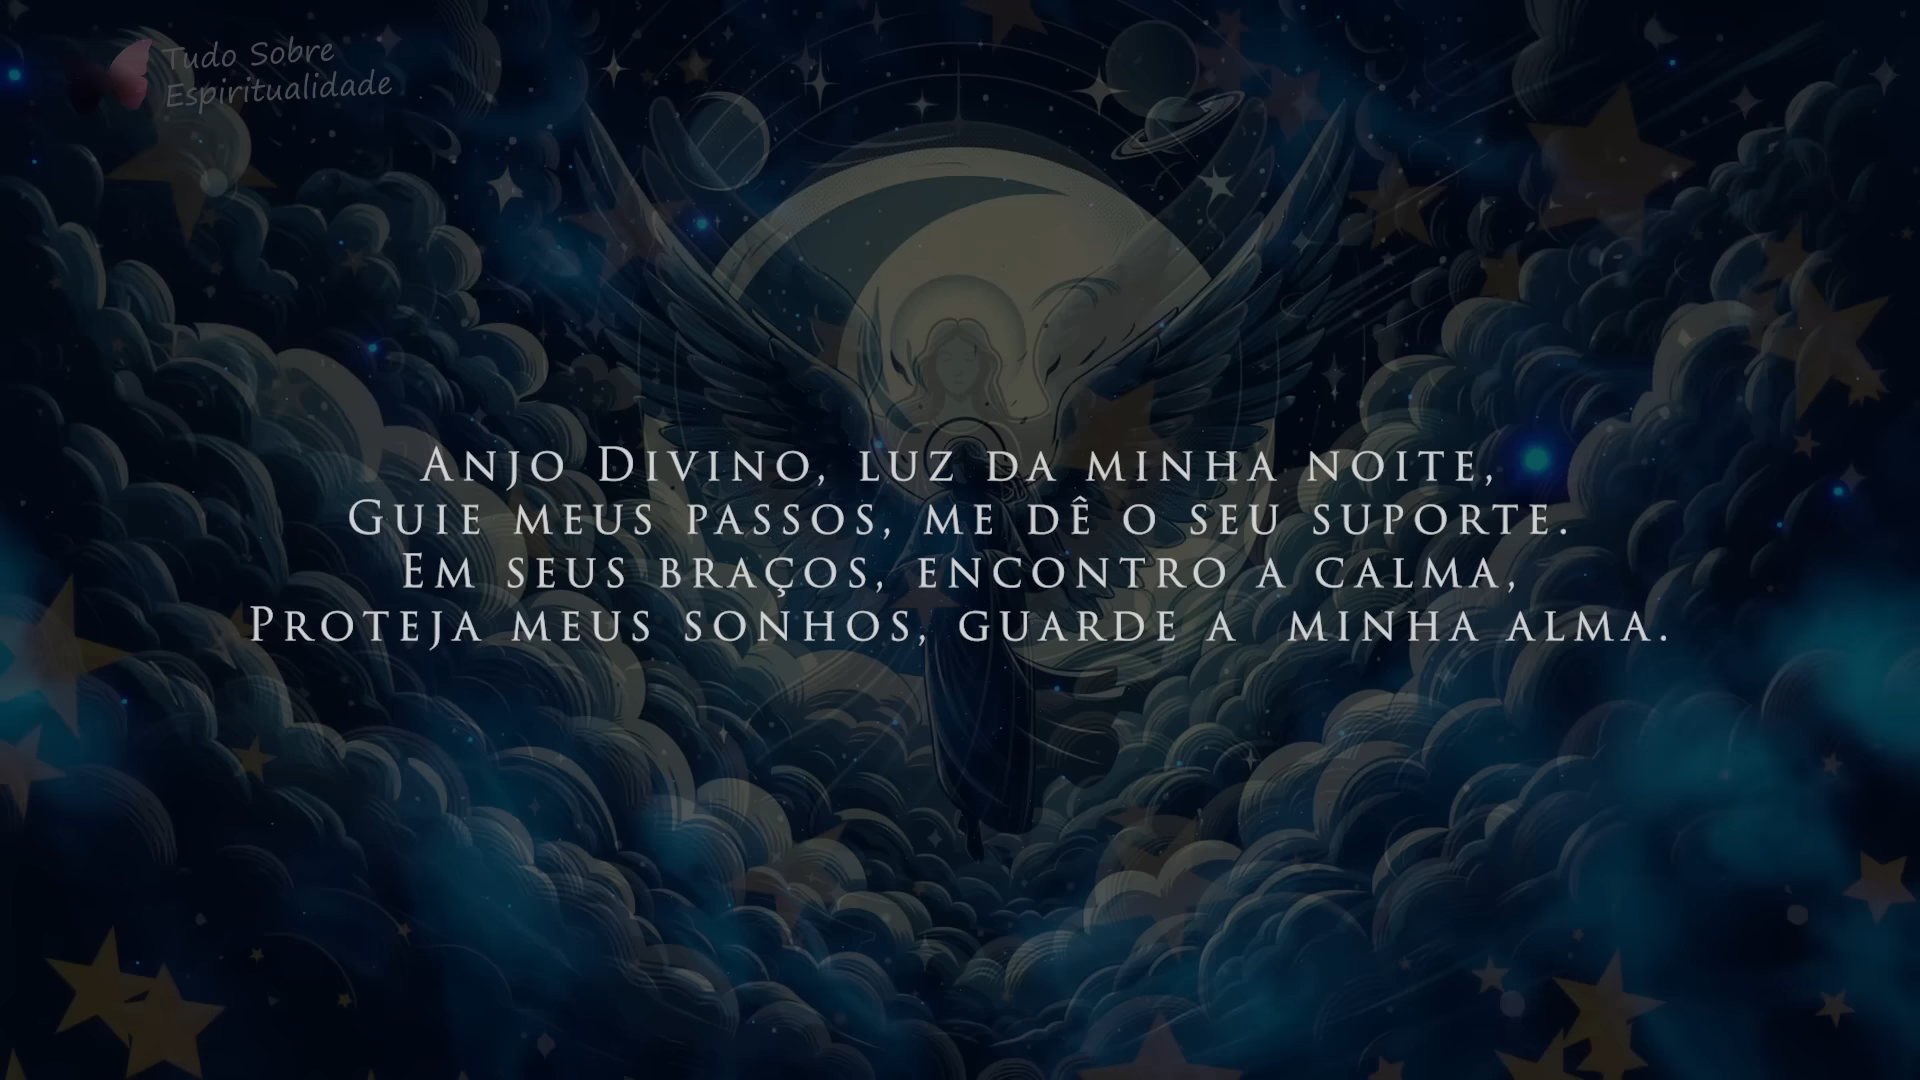 Tudo Sobre
Espiritualidade
Anjo Divino, luz da minha noite,
Guie meus passos, me dê o seu suporte.
Em seus braços, encontro a calma,
Proteja meus sonhos, guarde a minha alma.